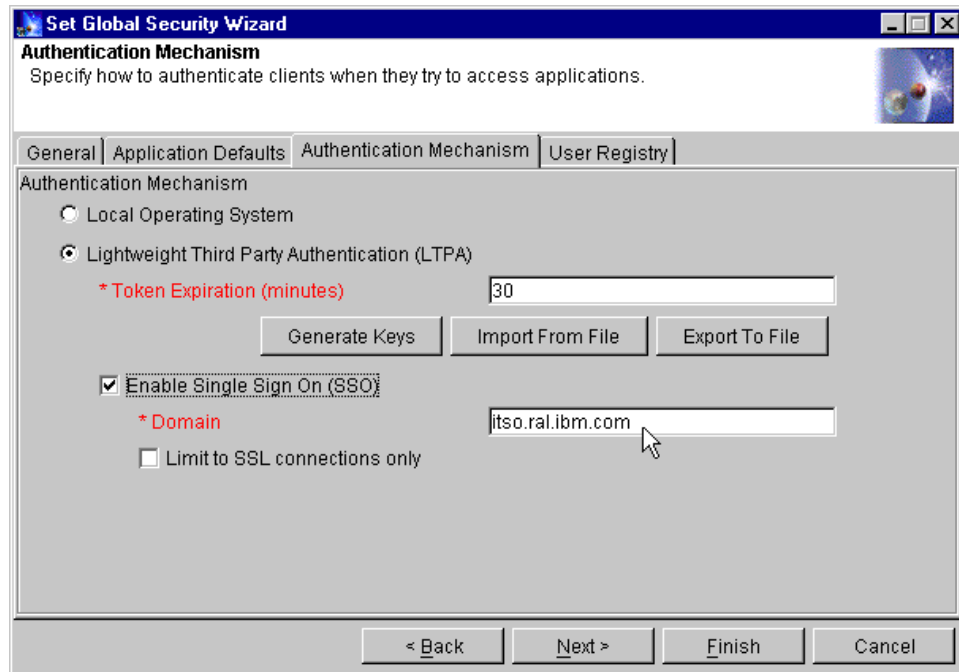 Set Global Security Wizard
Authentication Mechanism
Specify how to authenticate clients when they try to access applications.
General Application Defaults Authentication Mechanism User Registry
Authentication Mechanism
Local Operating System
Lightweight Third Party Authentication (LTPA)
* Token Expiration (minutes) 30
Generate Keys Import From File Export To File
Enable Single Sign On (SSO)
* Domain itso.ral.ibm.com
Limit to SSL connections only
< Back Next > Finish Cancel